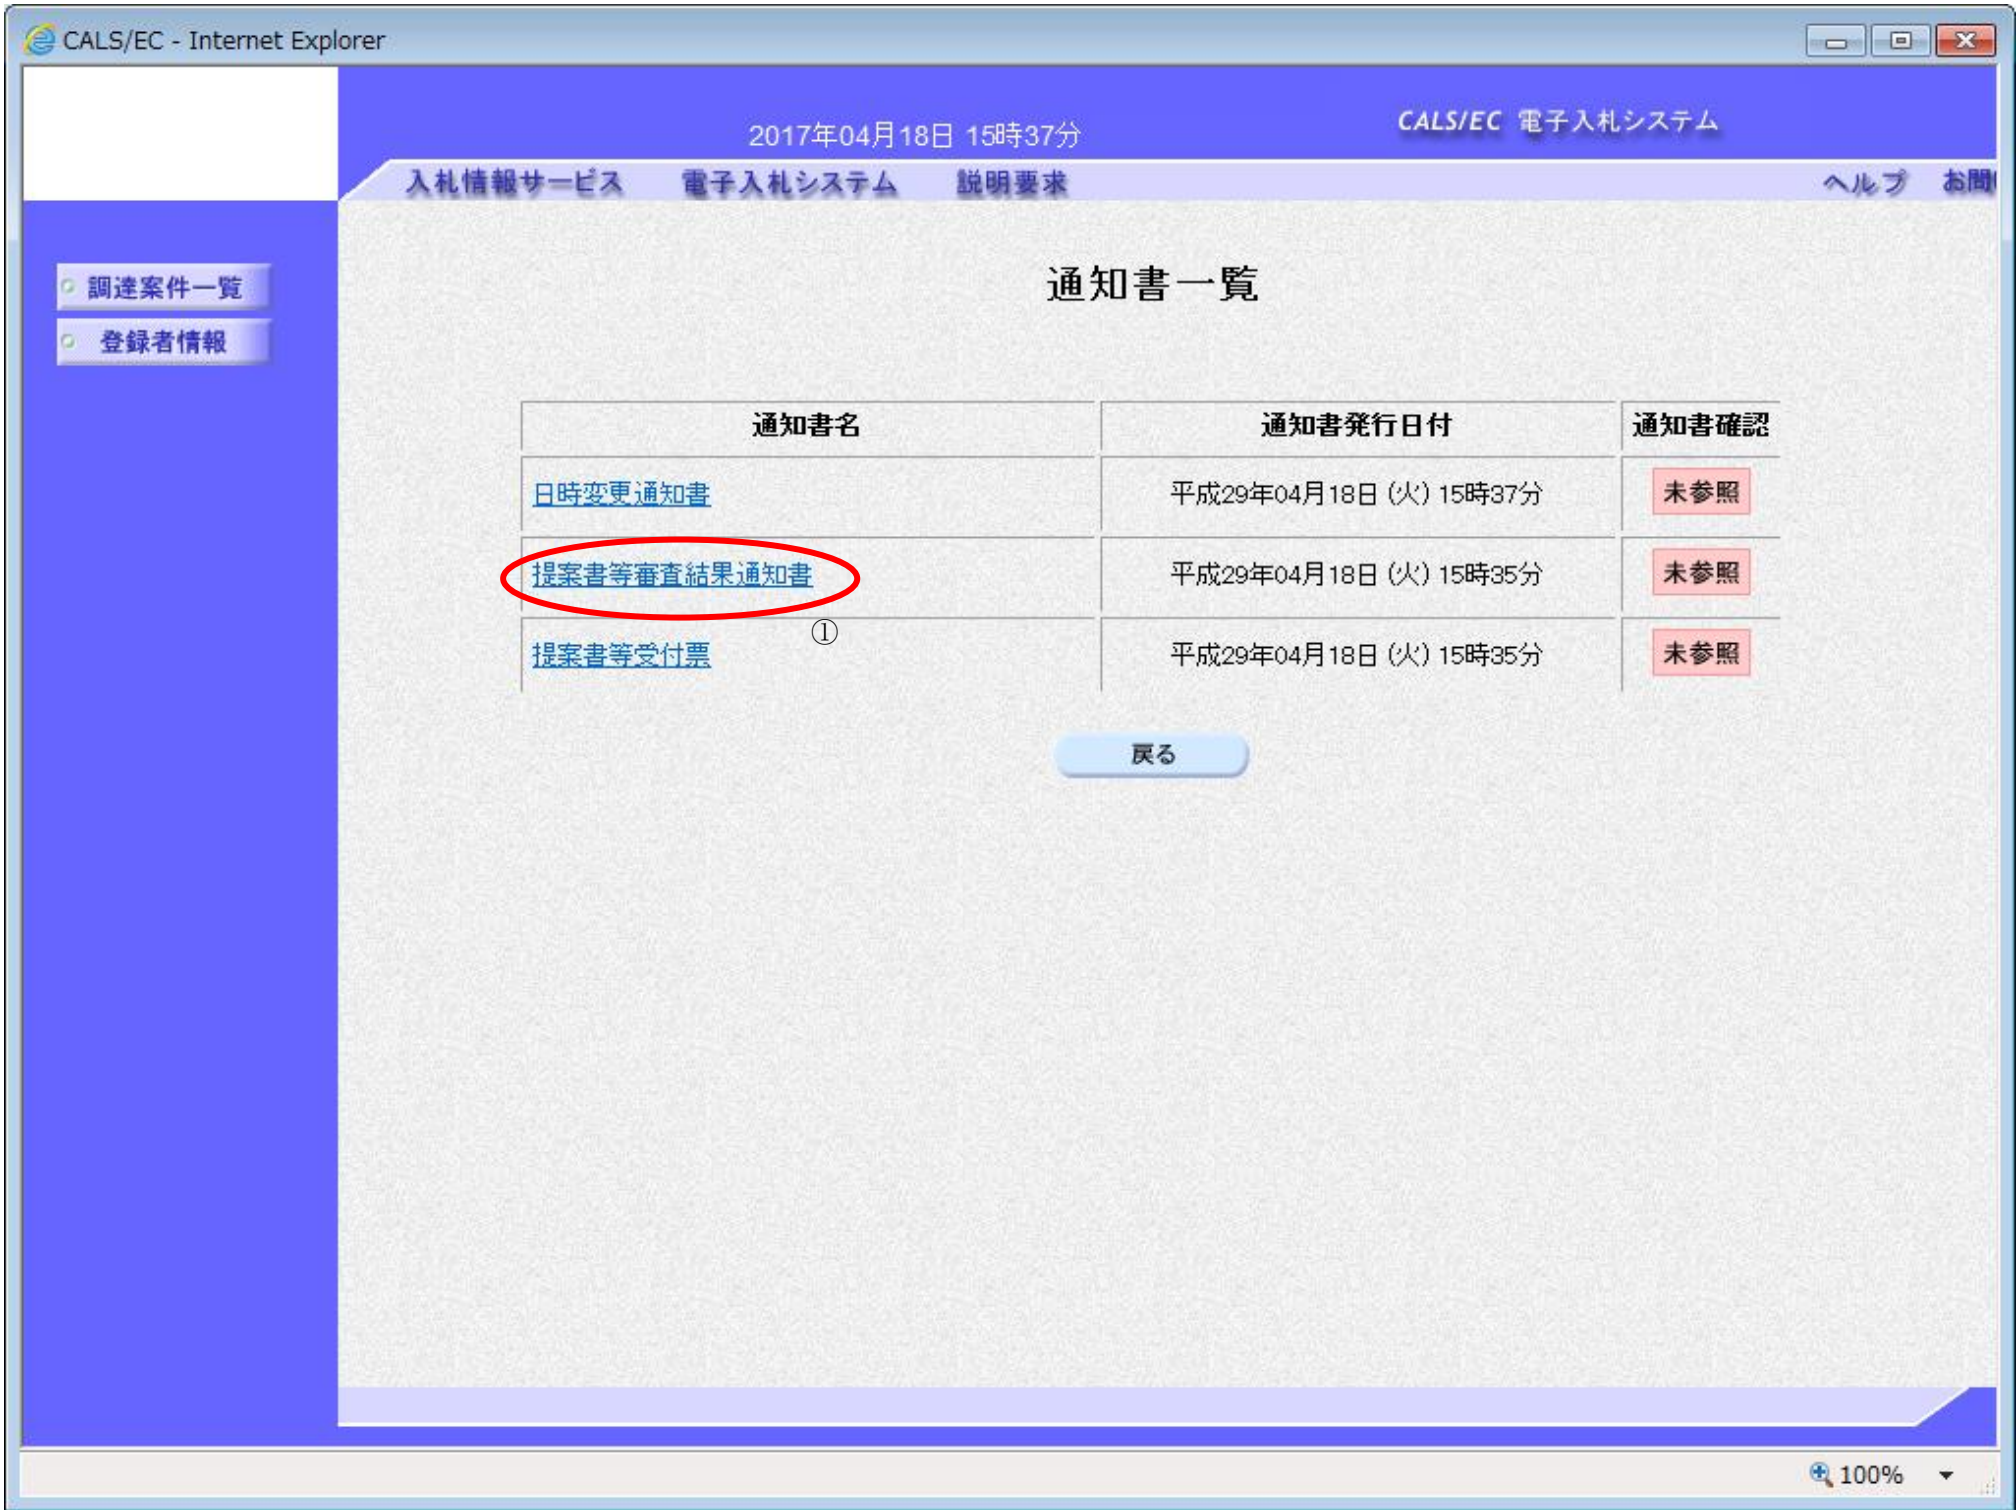 CALS/EC - Internet Explorer
2017年04月18日 15時37分
CALS/EC 電子入札システム
入札情報サービス 電子入札システム 説明要求 ヘルプ お問
調達案件一覧
登録者情報
通知書一覧
通知書名 通知書発行日付 通知書確認
日時変更通知書 平成29年04月18日 (火) 15時37分 未参照
提案書等審査結果通知書 平成29年04月18日 (火) 15時35分 未参照
①
提案書等受付票 平成29年04月18日 (火) 15時35分 未参照
戻る
100%